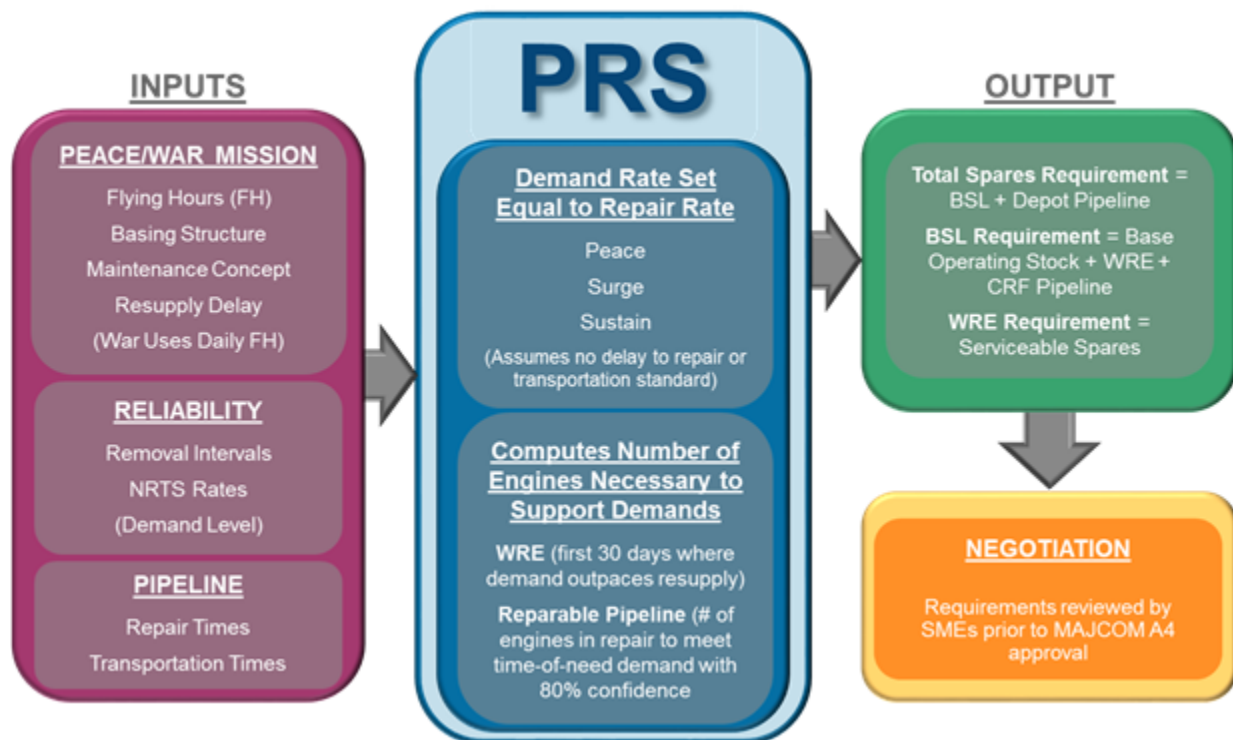 INPUTS
PEACE/WAR MISSION
Flying Hours (FH)
Basing Structure
Maintenance Concept
Resupply Delay
(War Uses Daily FH)
RELIABILITY
Removal Intervals
NRTS Rates
(Demand Level)
PIPELINE
Repair Times
Transportation Times
PRS
Demand Rate Set
Equal to Repair Rate
Peace
Surge
Sustain
(Assumes no delay to repair or
transportation standard)
Computes Number of
Engines Necessary to
Support Demands
WRE (first 30 days where
demand outpaces resupply)
Reparable Pipeline (# of
engines in repair to meet
time-of-need demand with
80% confidence
OUTPUT
Total Spares Requirement =
BSL + Depot Pipeline
BSL Requirement = Base
Operating Stock + WRE +
CRF Pipeline
WRE Requirement =
Serviceable Spares
NEGOTIATION
Requirements reviewed by
SMEs prior to MAJCOM A4
approval